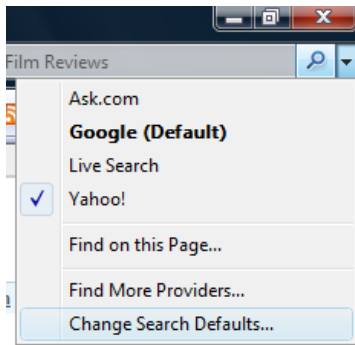 Film Reviews
Ask.com
Google (Default)
Live Search
Yahoo!
Find on this Page...
Find More Providers...
Change Search Defaults...